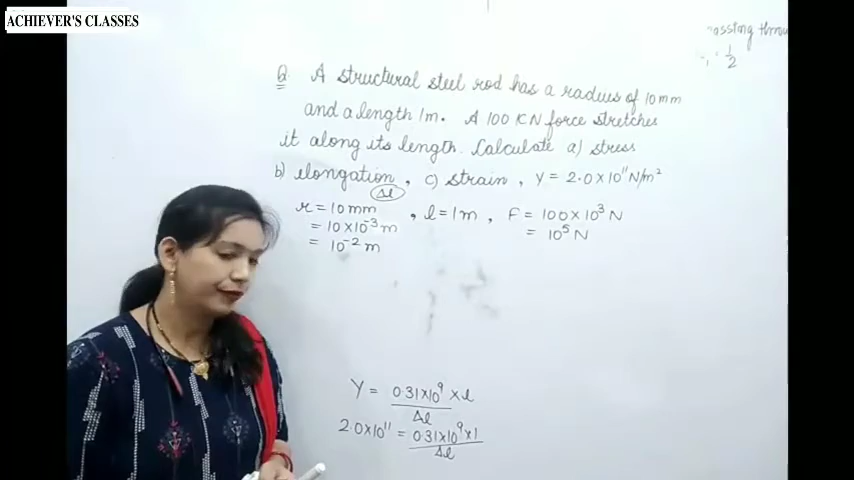 ACHIEVER'S CLASSES
passing throu
1/2
Q. A structural steel rod has a radius of 10 mm
and a length 1m. A 100 KN force stretches
it along its length. Calculate a) stress
b) elongation, c) strain, Y = 2.0×10¹¹ N/m²
Δl
r = 10 mm , l = 1m , F = 100×10³ N
= 10×10⁻³ m = 10⁵ N
= 10⁻² m
Y = 0.31×10⁹ × l / Δl
2.0×10¹¹ = 0.31×10⁹×1 / Δl